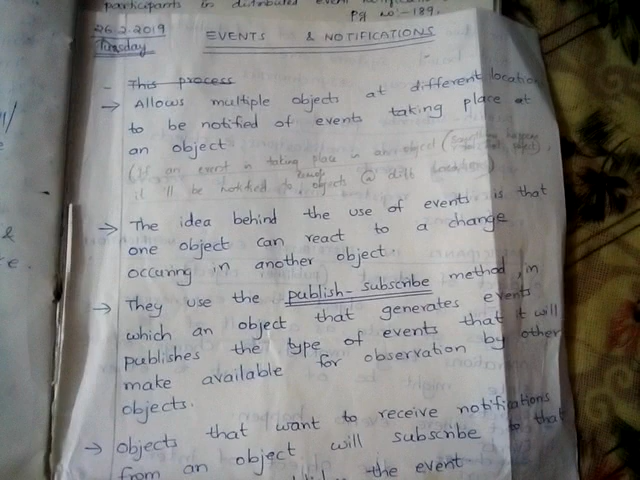 participants in distributed event
Pg no:-189.
26-2-2019
Tuesday
EVENTS & NOTIFICATIONS
- This process
→ Allows multiple objects at different location
to be notified of events taking place at
an object
(If an event in taking place in an object
it 'll be notified to objects @ diff
→ The idea behind the use of events is that
one object can react to a change
occuring in another object.
→ They use the publish-subscribe method, in
which an object that generates events
publishes the type of events that it will
make available for observation by other
objects.
→ Objects that want to receive notifications
from an object will subscribe to that
the event